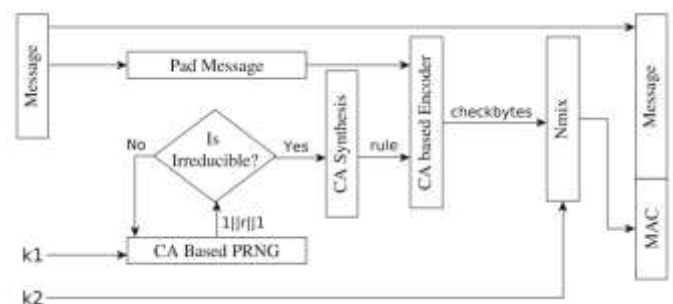 Message
Pad Message
No
Is
Irreducible?
Yes
CA Synthesis
rule
CA based Encoder
checkbytes
Nmix
Message
MAC
1||r||1
k1
CA Based PRNG
k2